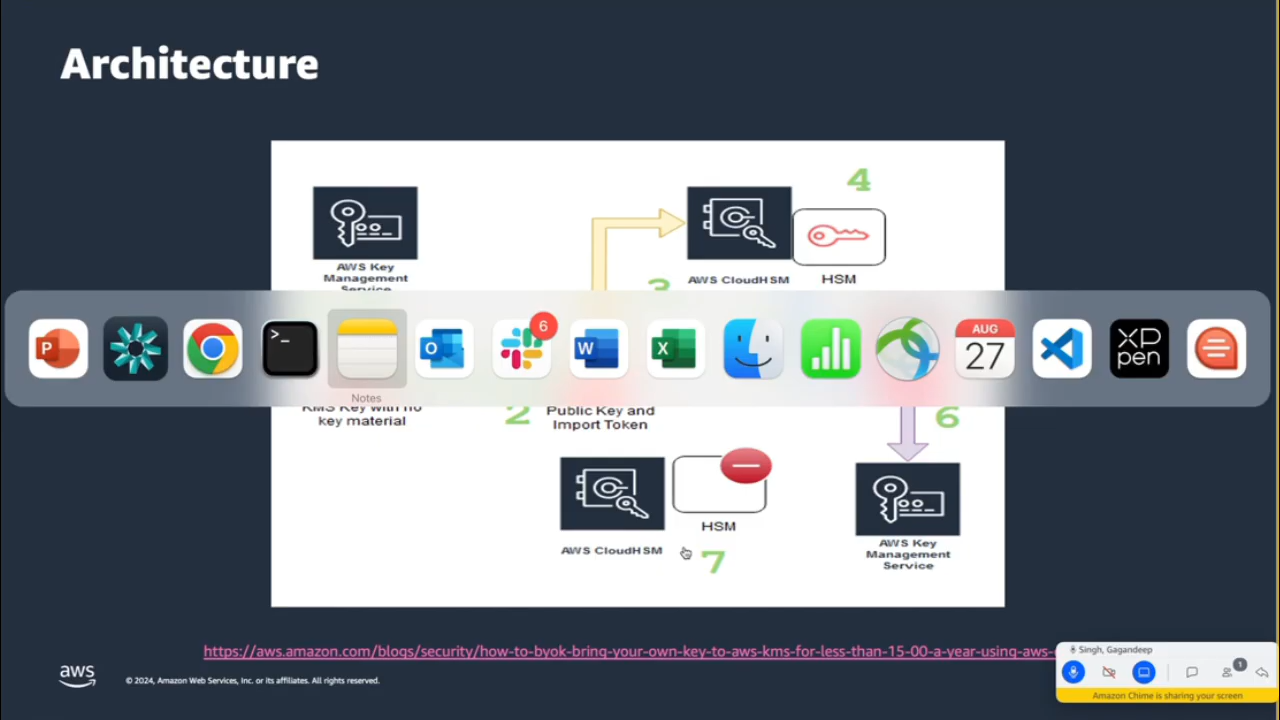 Architecture
4
AWS Key
Management
Service
AWS CloudHSM
HSM
3
P
>_
O
6
W
X
AUG
27
XP
pen
Notes
KMS Key with no
key material
2
Public Key and
Import Token
6
HSM
AWS CloudHSM
7
AWS Key
Management
Service
https://aws.amazon.com/blogs/security/how-to-byok-bring-your-own-key-to-aws-kms-for-less-than-15-00-a-year-using-aws-
aws
© 2024, Amazon Web Services, Inc. or its affiliates. All rights reserved.
Singh, Gagandeep
1
Amazon Chime is sharing your screen